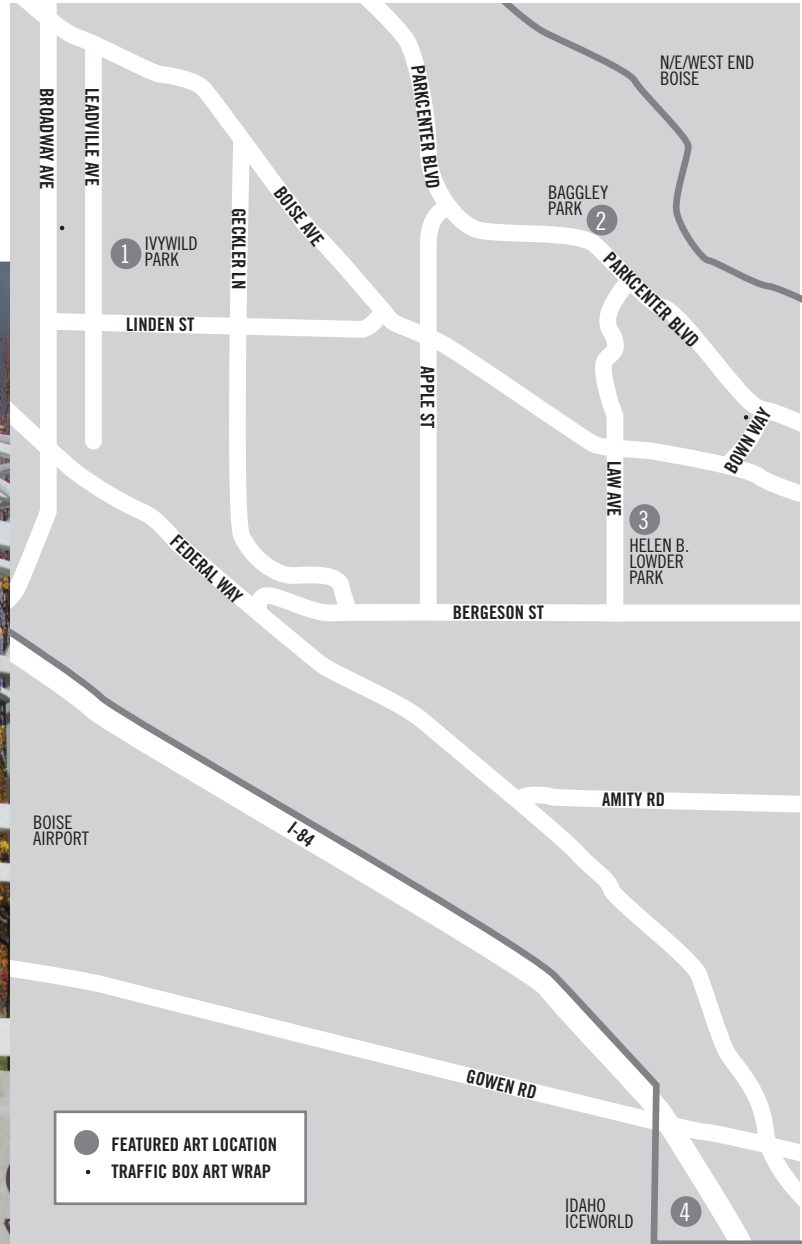 N/E/WEST END
BOISE
BROADWAY AVE
LEADVILLE AVE
PARKCENTER BLVD
BAGGLEY
PARK
2
BOISE AVE
GECKLER LN
1
IVYWILD
PARK
PARKCENTER BLVD
LINDEN ST
APPLE ST
BOWN WAY
LAW AVE
3
HELEN B.
LOWDER
PARK
FEDERAL WAY
BERGESON ST
AMITY RD
BOISE
AIRPORT
I-84
GOWEN RD
FEATURED ART LOCATION
TRAFFIC BOX ART WRAP
IDAHO
ICEWORLD
4